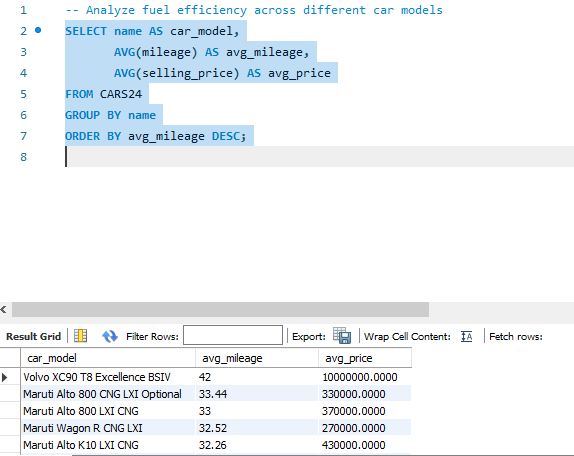 1 -- Analyze fuel efficiency across different car models
2 SELECT name AS car_model,
3 AVG(mileage) AS avg_mileage,
4 AVG(selling_price) AS avg_price
5 FROM CARS24
6 GROUP BY name
7 ORDER BY avg_mileage DESC;
8
Result Grid Filter Rows: Export: Wrap Cell Content: IA Fetch rows:
car_model avg_mileage avg_price
Volvo XC90 T8 Excellence BSIV 42 10000000.0000
Maruti Alto 800 CNG LXI Optional 33.44 330000.0000
Maruti Alto 800 LXI CNG 33 370000.0000
Maruti Wagon R CNG LXI 32.52 270000.0000
Maruti Alto K10 LXI CNG 32.26 430000.0000